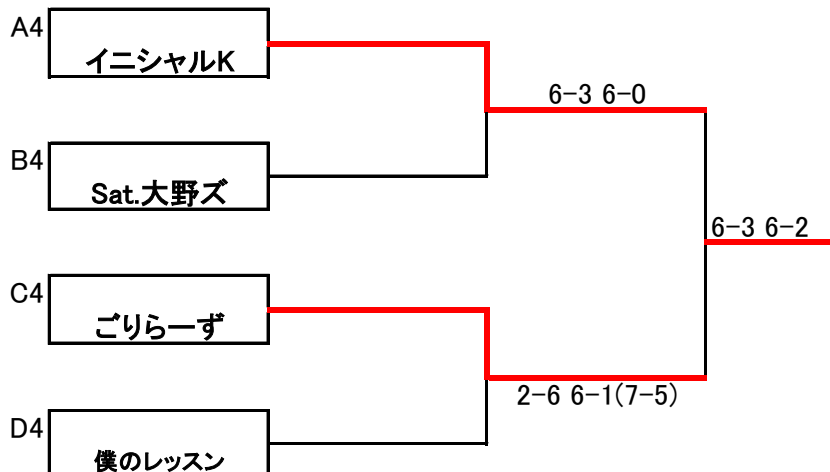 A4
イニシャルK
6-3 6-0
B4
Sat.大野ズ
6-3 6-2
C4
ごりらーず
2-6 6-1(7-5)
D4
僕のレッスン